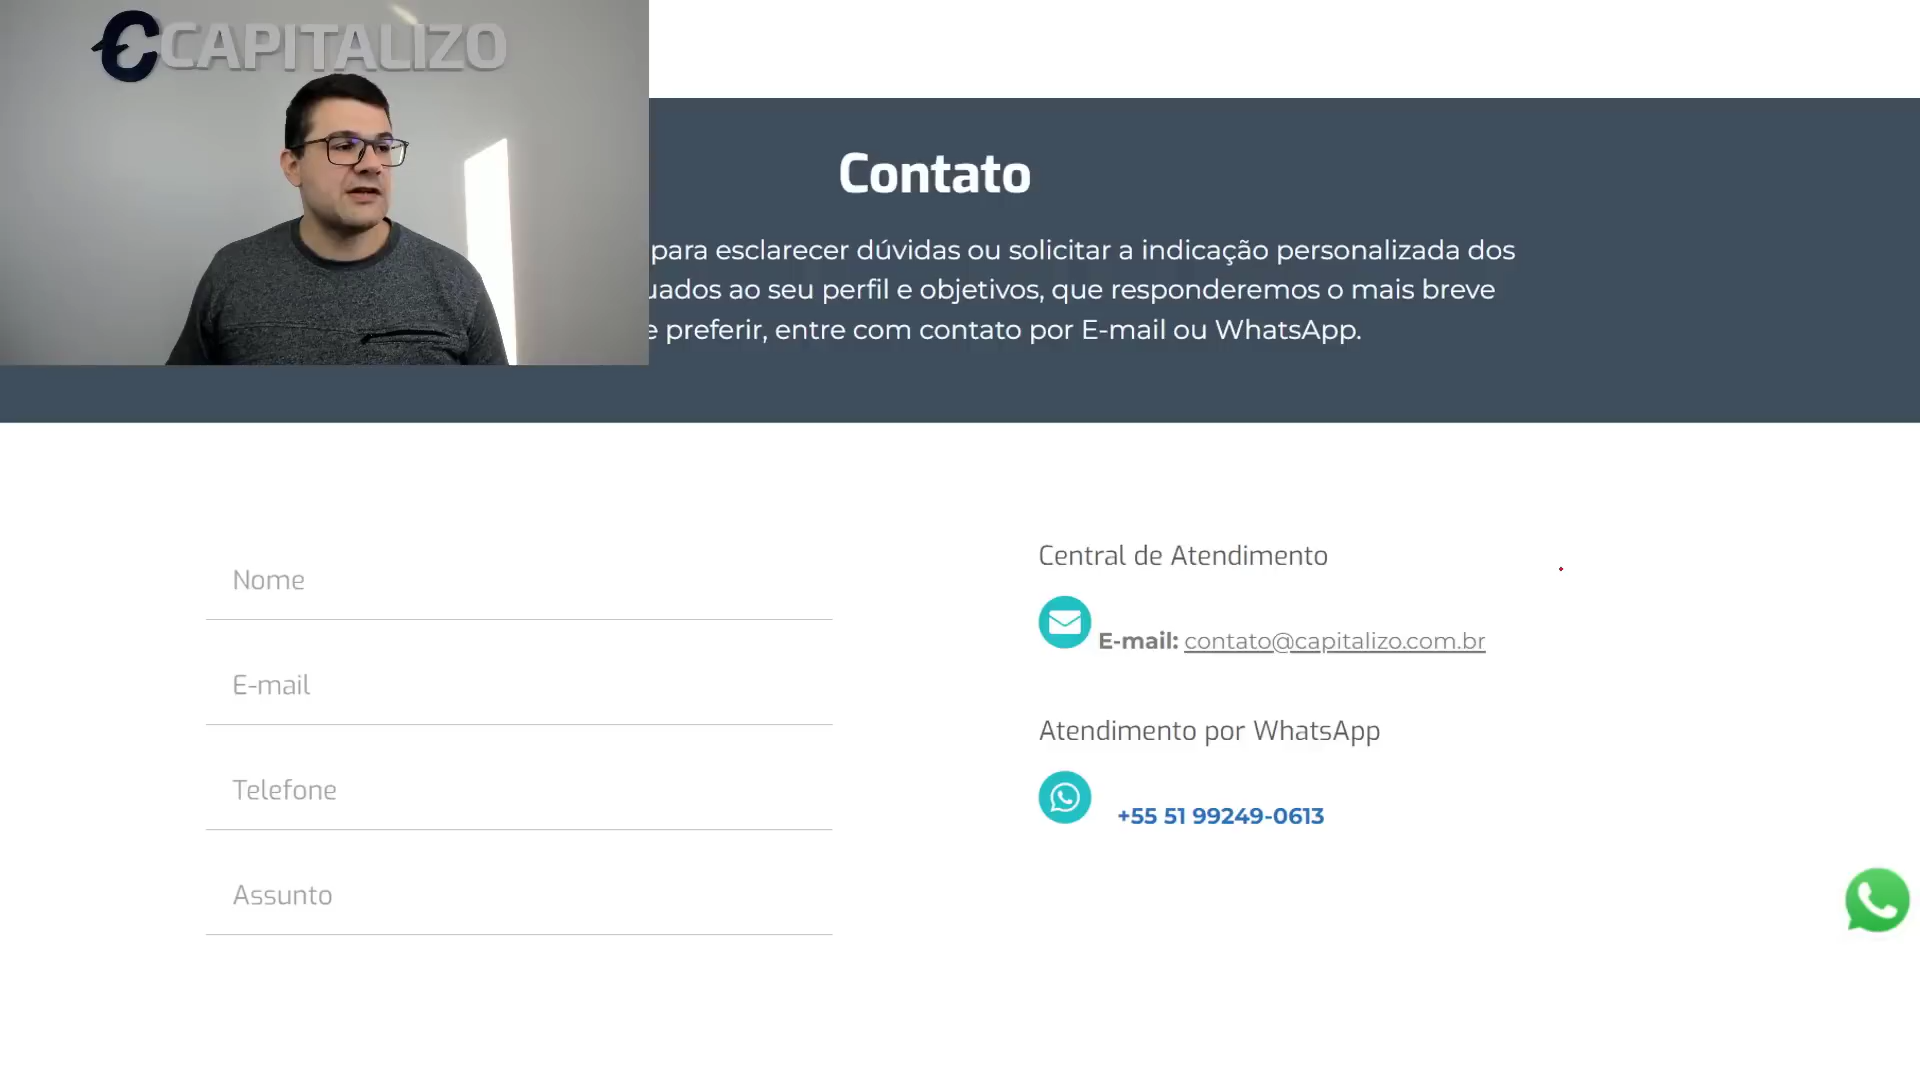 CAPITALIZO
Contato
para esclarecer dúvidas ou solicitar a indicação personalizada dos
ao seu perfil e objetivos, que responderemos o mais breve
preferir, entre com contato por E-mail ou WhatsApp.
Nome
E-mail
Telefone
Assunto
Central de Atendimento
E-mail: contato@capitalizo.com.br
Atendimento por WhatsApp
+55 51 99249-0613